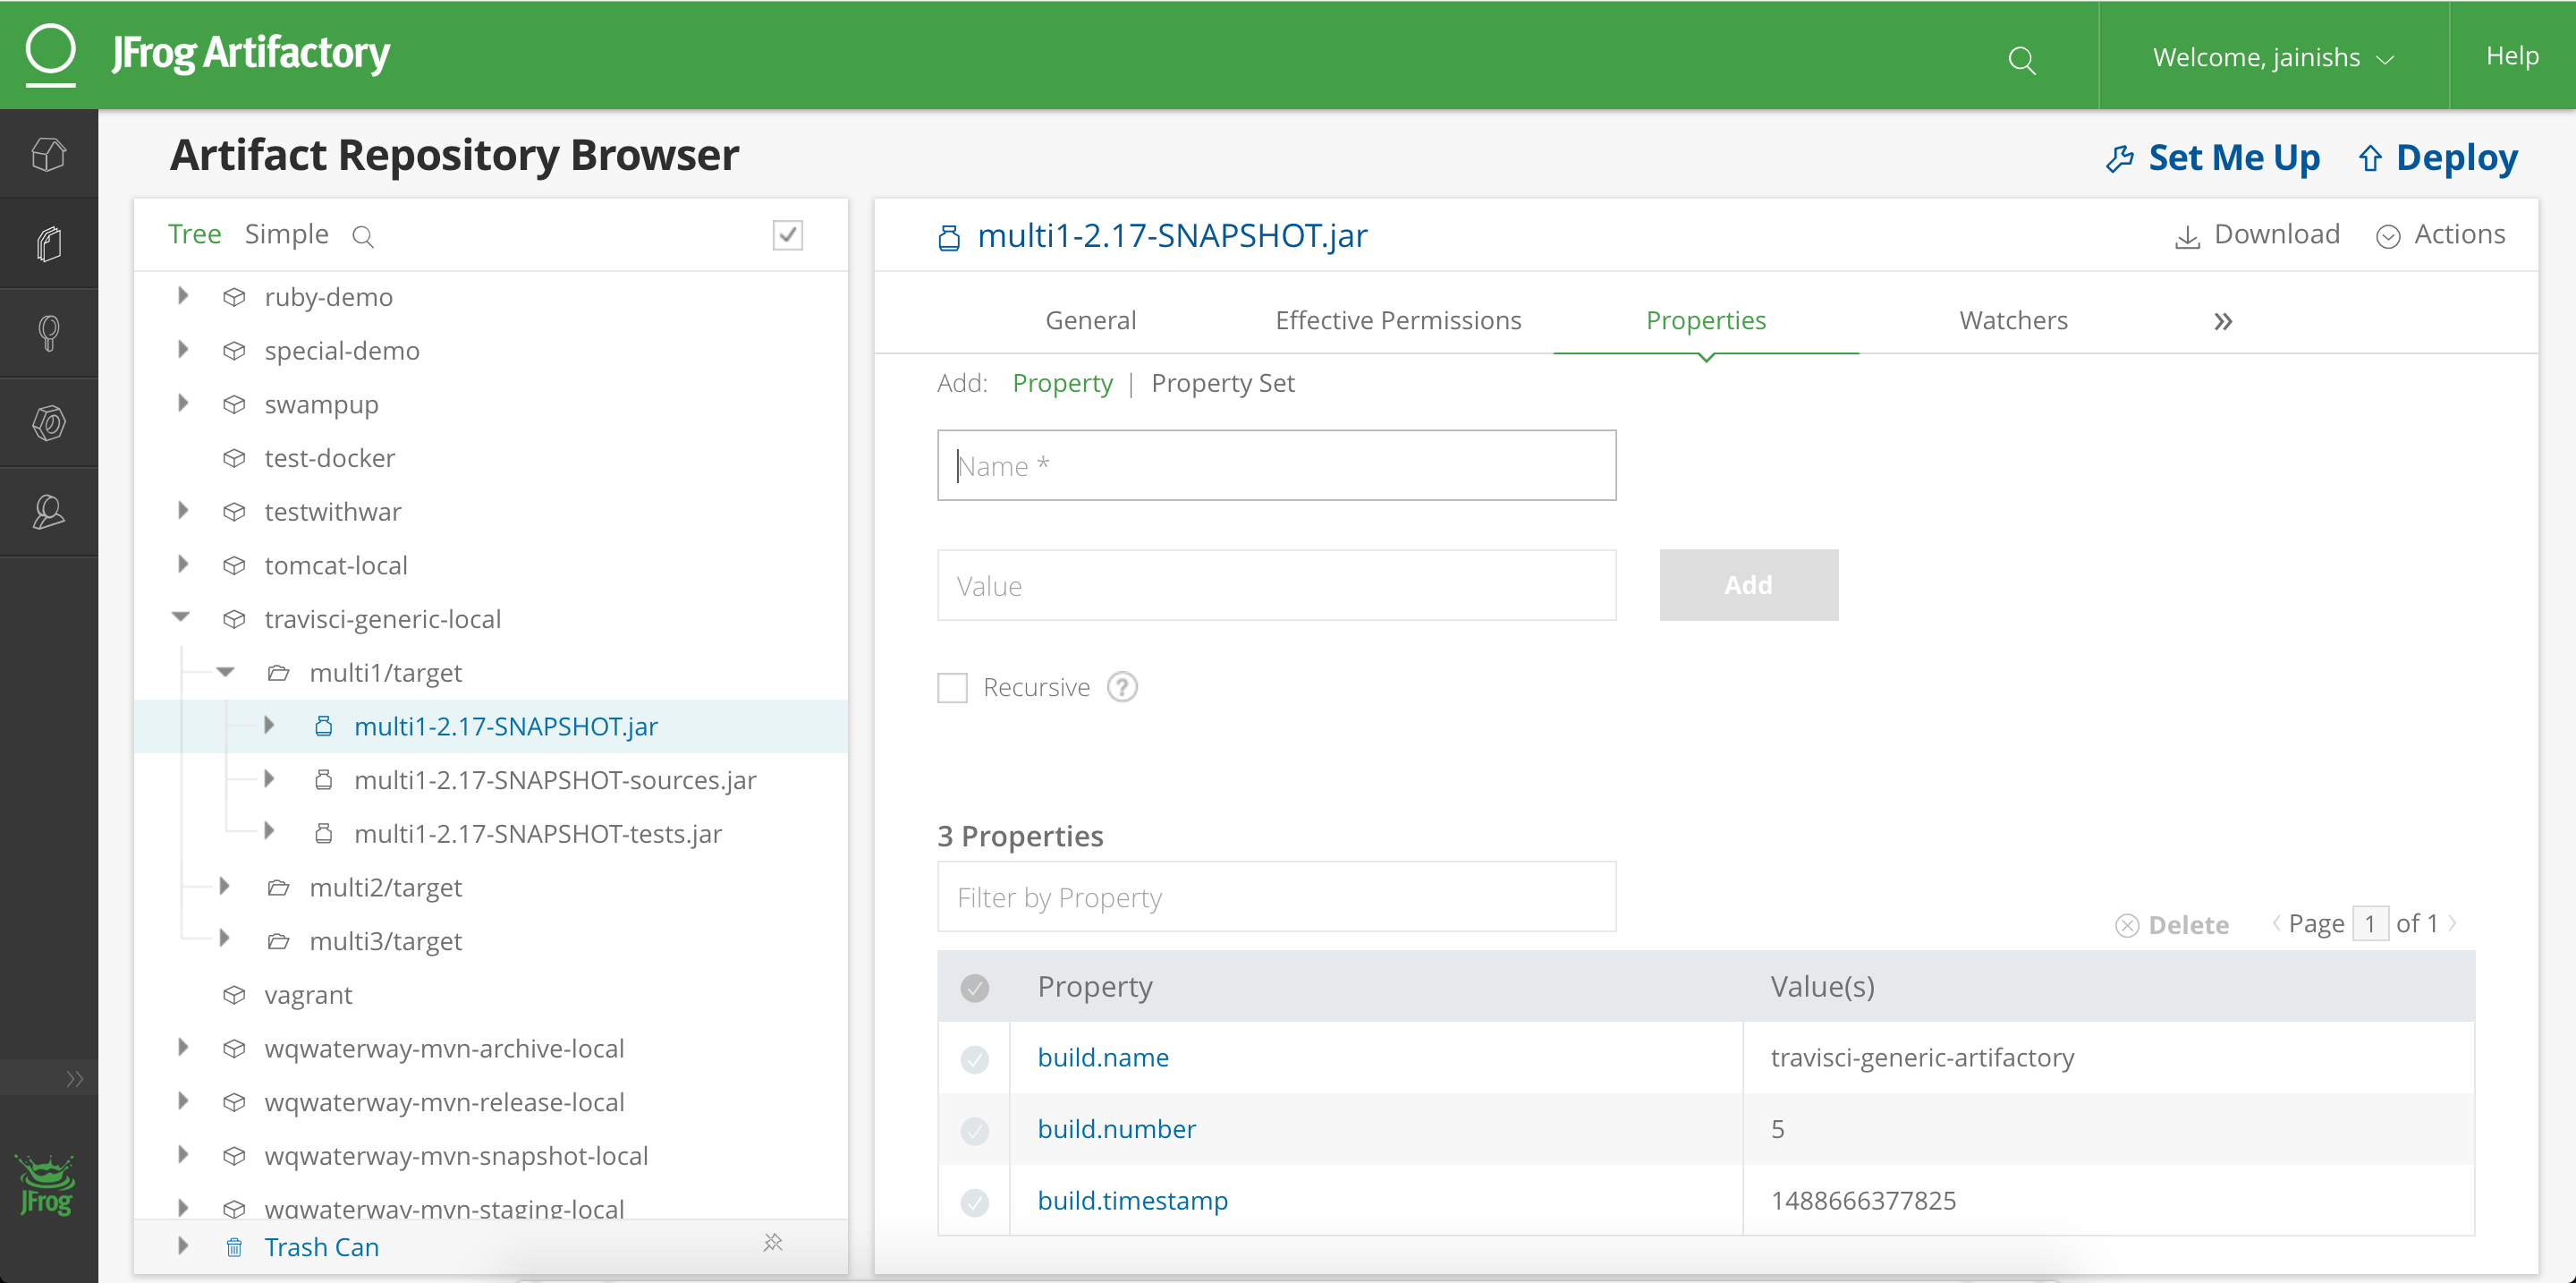 JFrog Artifactory
Welcome, jainishs
Help
Artifact Repository Browser
Set Me Up
Deploy
Tree Simple
ruby-demo
special-demo
swampup
test-docker
testwithwar
tomcat-local
travisci-generic-local
multi1/target
multi1-2.17-SNAPSHOT.jar
multi1-2.17-SNAPSHOT-sources.jar
multi1-2.17-SNAPSHOT-tests.jar
multi2/target
multi3/target
vagrant
wqwaterway-mvn-archive-local
wqwaterway-mvn-release-local
wqwaterway-mvn-snapshot-local
wqwaterway-mvn-staging-local
Trash Can
JFrog
multi1-2.17-SNAPSHOT.jar
Download
Actions
General Effective Permissions Properties Watchers »
Add: Property | Property Set
Name *
Value
Add
Recursive ?
3 Properties
Filter by Property
Delete
Page 1 of 1
Property Value(s)
build.name travisci-generic-artifactory
build.number 5
build.timestamp 1488666377825